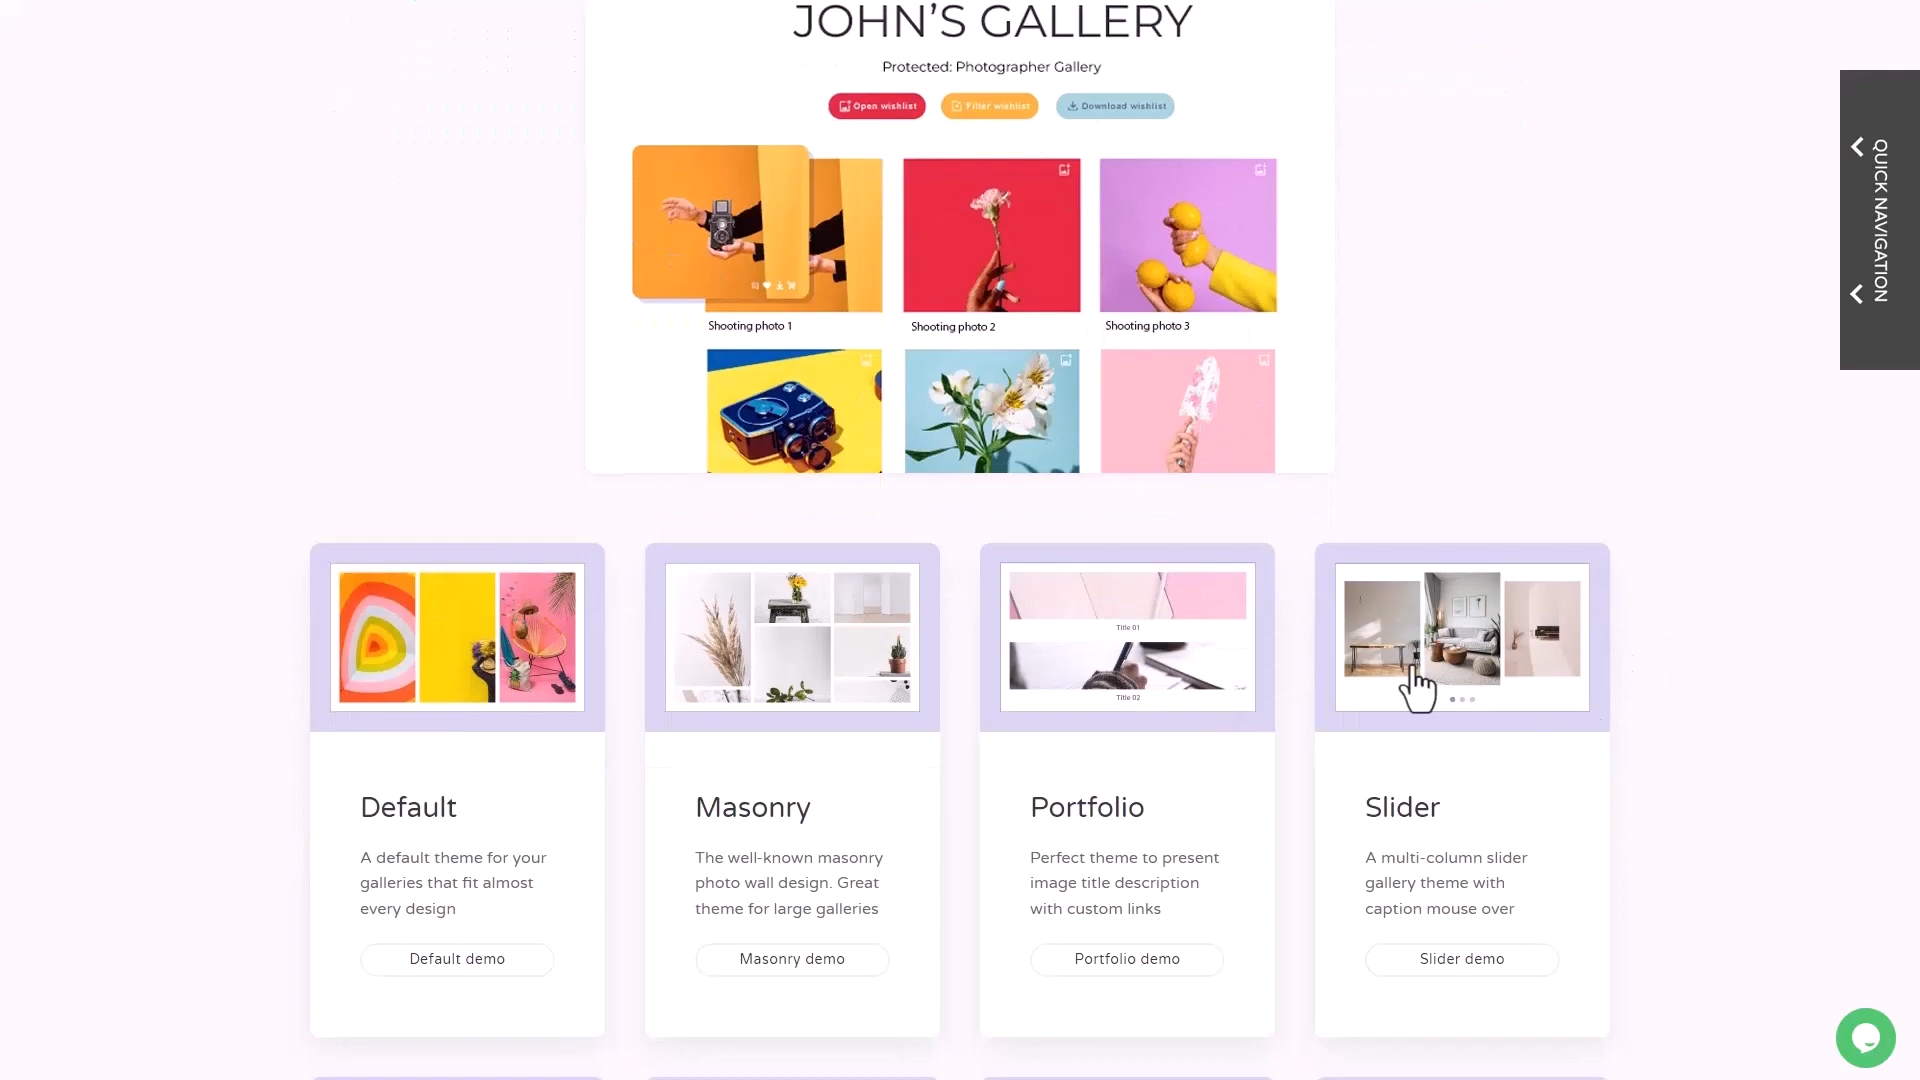 JOHN'S GALLERY
Protected: Photographer Gallery
Open wishlist
Filter wishlist
Download wishlist
QUICK NAVIGATION
Shooting photo 1
Shooting photo 2
Shooting photo 3
Title 01
Title 02
Default
A default theme for your
galleries that fit almost
every design
Default demo
Masonry
The well-known masonry
photo wall design. Great
theme for large galleries
Masonry demo
Portfolio
Perfect theme to present
image title description
with custom links
Portfolio demo
Slider
A multi-column slider
gallery theme with
caption mouse over
Slider demo